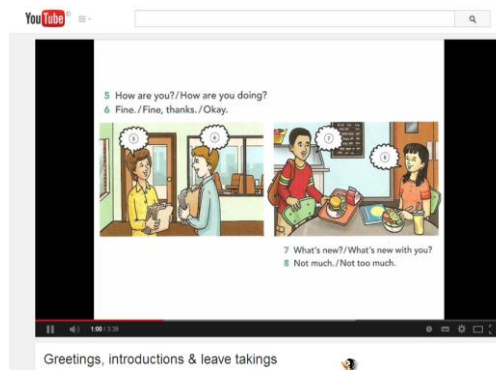 YouTube
5 How are you?/How are you doing?
6 Fine./Fine, thanks./Okay.
5
6
7
8
7 What's new?/What's new with you?
8 Not much./Not too much.
1:00 / 3:39
Greetings, introductions & leave takings